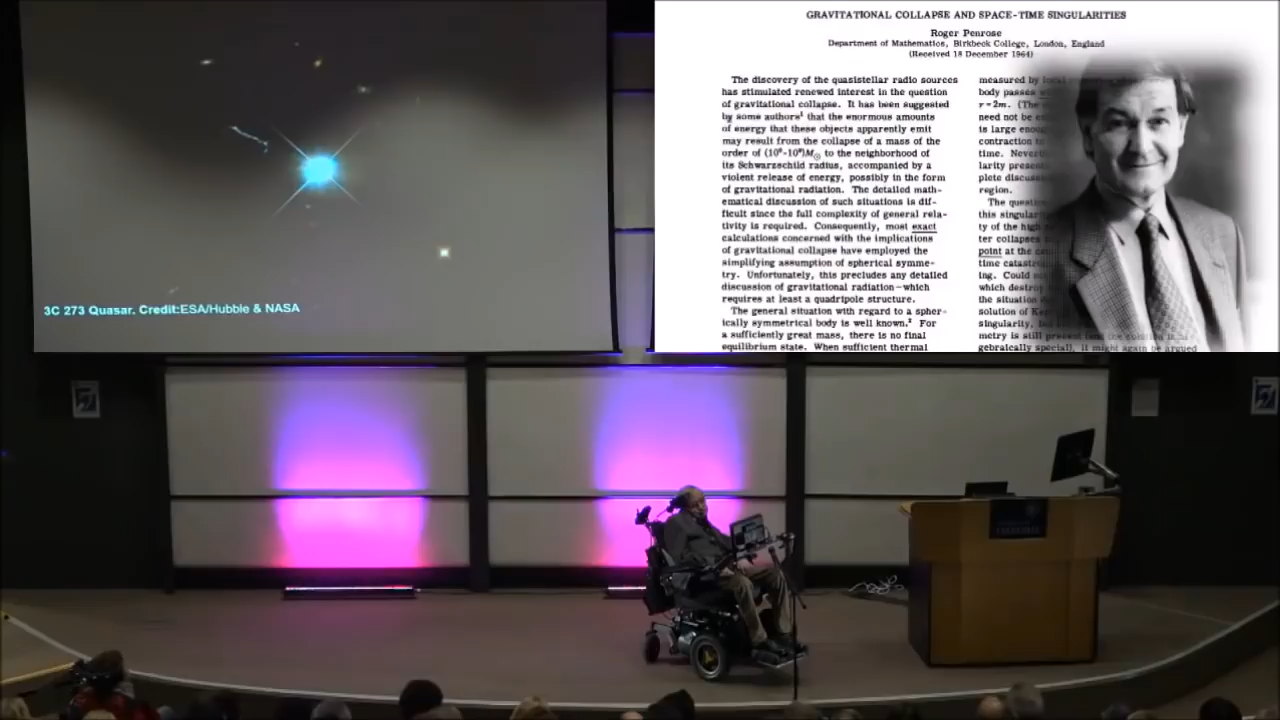 3C 273 Quasar. Credit:ESA/Hubble & NASA
GRAVITATIONAL COLLAPSE AND SPACE-TIME SINGULARITIES
Roger Penrose
Department of Mathematics, Birkbeck College, London, England
(Received 18 December 1964)
The discovery of the quasistellar radio sources
has stimulated renewed interest in the question
of gravitational collapse. It has been suggested
by some authors¹ that the enormous amounts
of energy that these objects apparently emit
may result from the collapse of a mass of the
order of (10⁶-10⁸)M⊙ to the neighborhood of
its Schwarzschild radius, accompanied by a
violent release of energy, possibly in the form
of gravitational radiation. The detailed math-
ematical discussion of such situations is dif-
ficult since the full complexity of general rela-
tivity is required. Consequently, most exact
calculations concerned with the implications
of gravitational collapse have employed the
simplifying assumption of spherical symme-
try. Unfortunately, this precludes any detailed
discussion of gravitational radiation—which
requires at least a quadripole structure.
The general situation with regard to a spher-
ically symmetrical body is well known.² For
a sufficiently great mass, there is no final
equilibrium state. When sufficient thermal
measured by local
body passes
r = 2m. (The
need not be
is large
contraction to
time.
larity
region.
The
this
ty of the
ter collapses
point at the
time
ing. Could
which
the situation
solution of
singularity,
metry is still present
gebraically special), it might again be argued